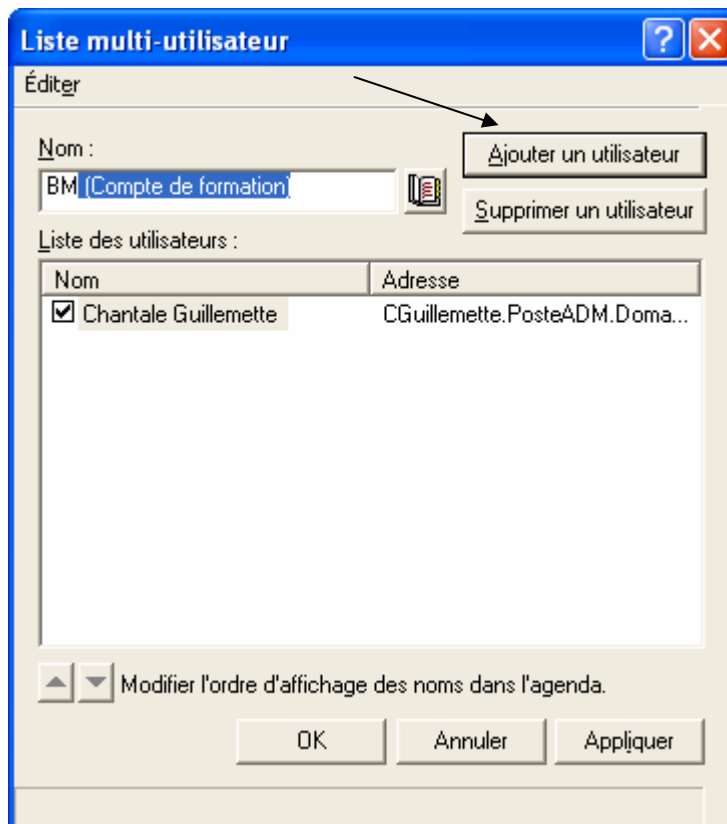 Liste multi-utilisateur
Éditer
Nom :
Ajouter un utilisateur
BM (Compte de formation)
Supprimer un utilisateur
Liste des utilisateurs :
Nom Adresse
Chantale Guillemette CGuillemette.PosteADM.Doma...
Modifier l'ordre d'affichage des noms dans l'agenda.
OK Annuler Appliquer